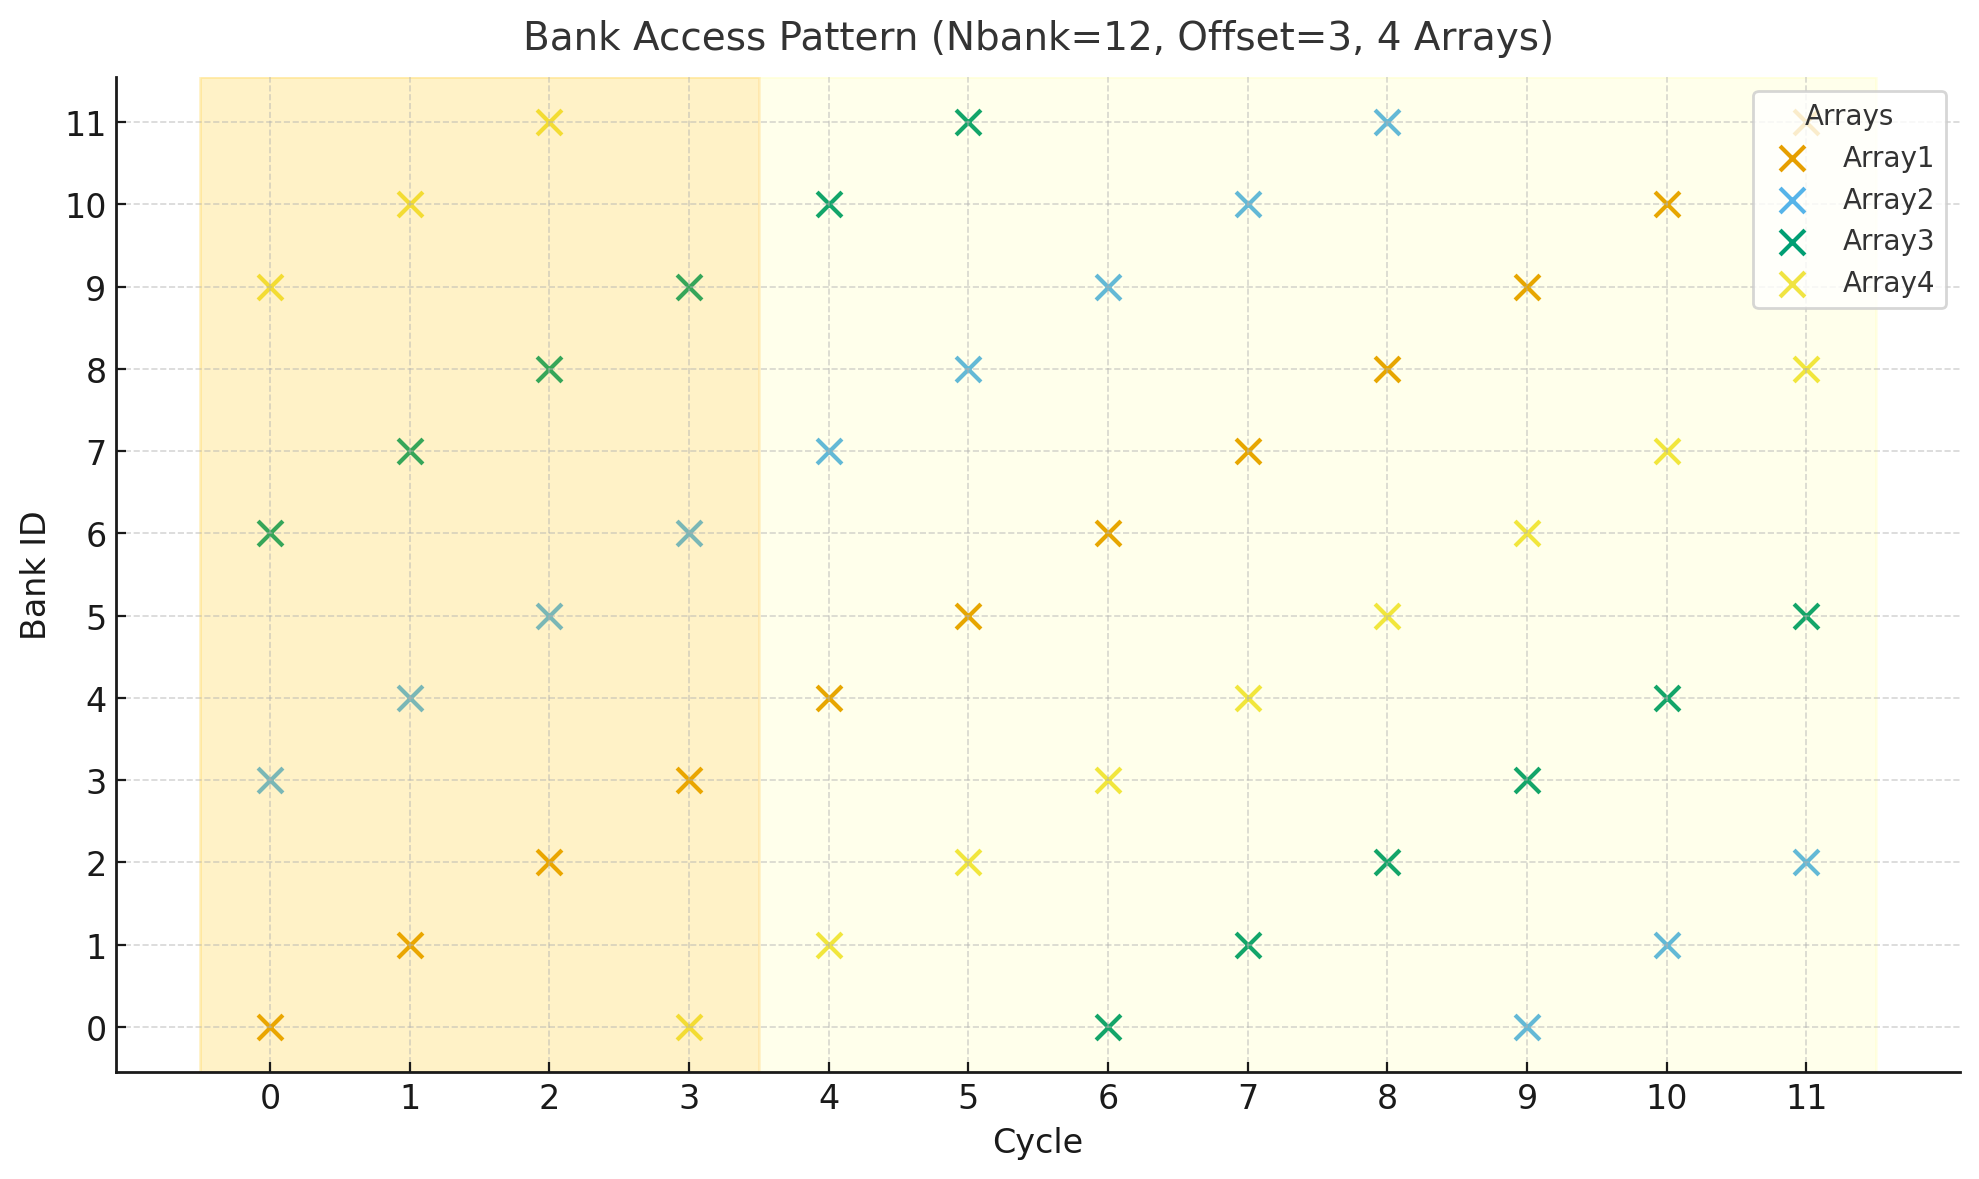 Bank Access Pattern (Nbank=12, Offset=3, 4 Arrays)
Arrays
Array1
Array2
Array3
Array4
11
10
9
8
7
6
5
4
3
2
1
0
Bank ID
0 1 2 3 4 5 6 7 8 9 10 11
Cycle